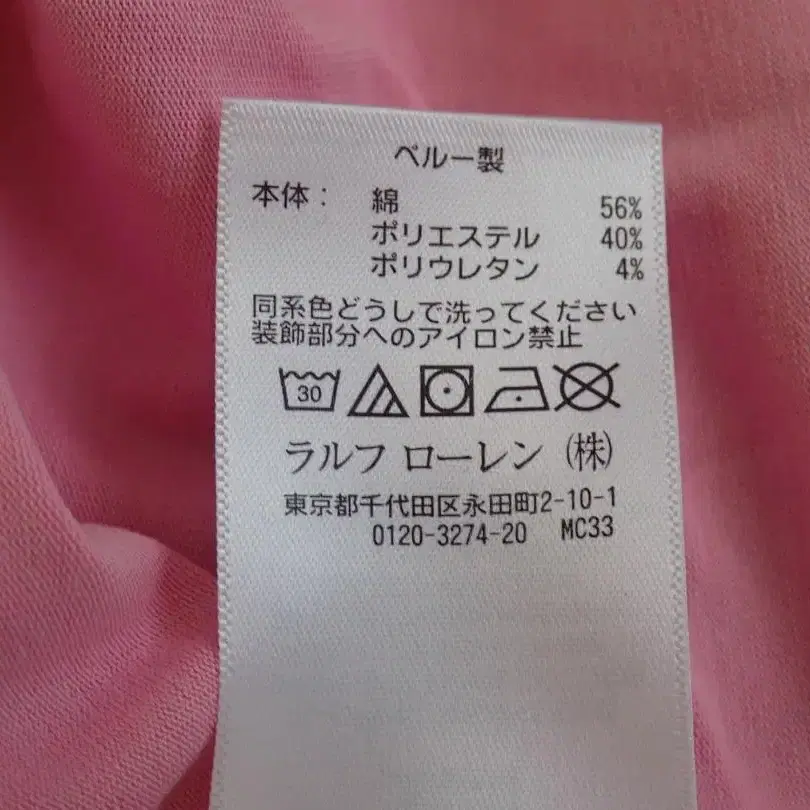 ペルー製
本体： 綿 56%
ポリエステル 40%
ポリウレタン 4%
同系色どうしで洗ってください
装飾部分へのアイロン禁止
30
ラルフ ローレン（株）
東京都千代田区永田町2-10-1
0120-3274-20 MC33